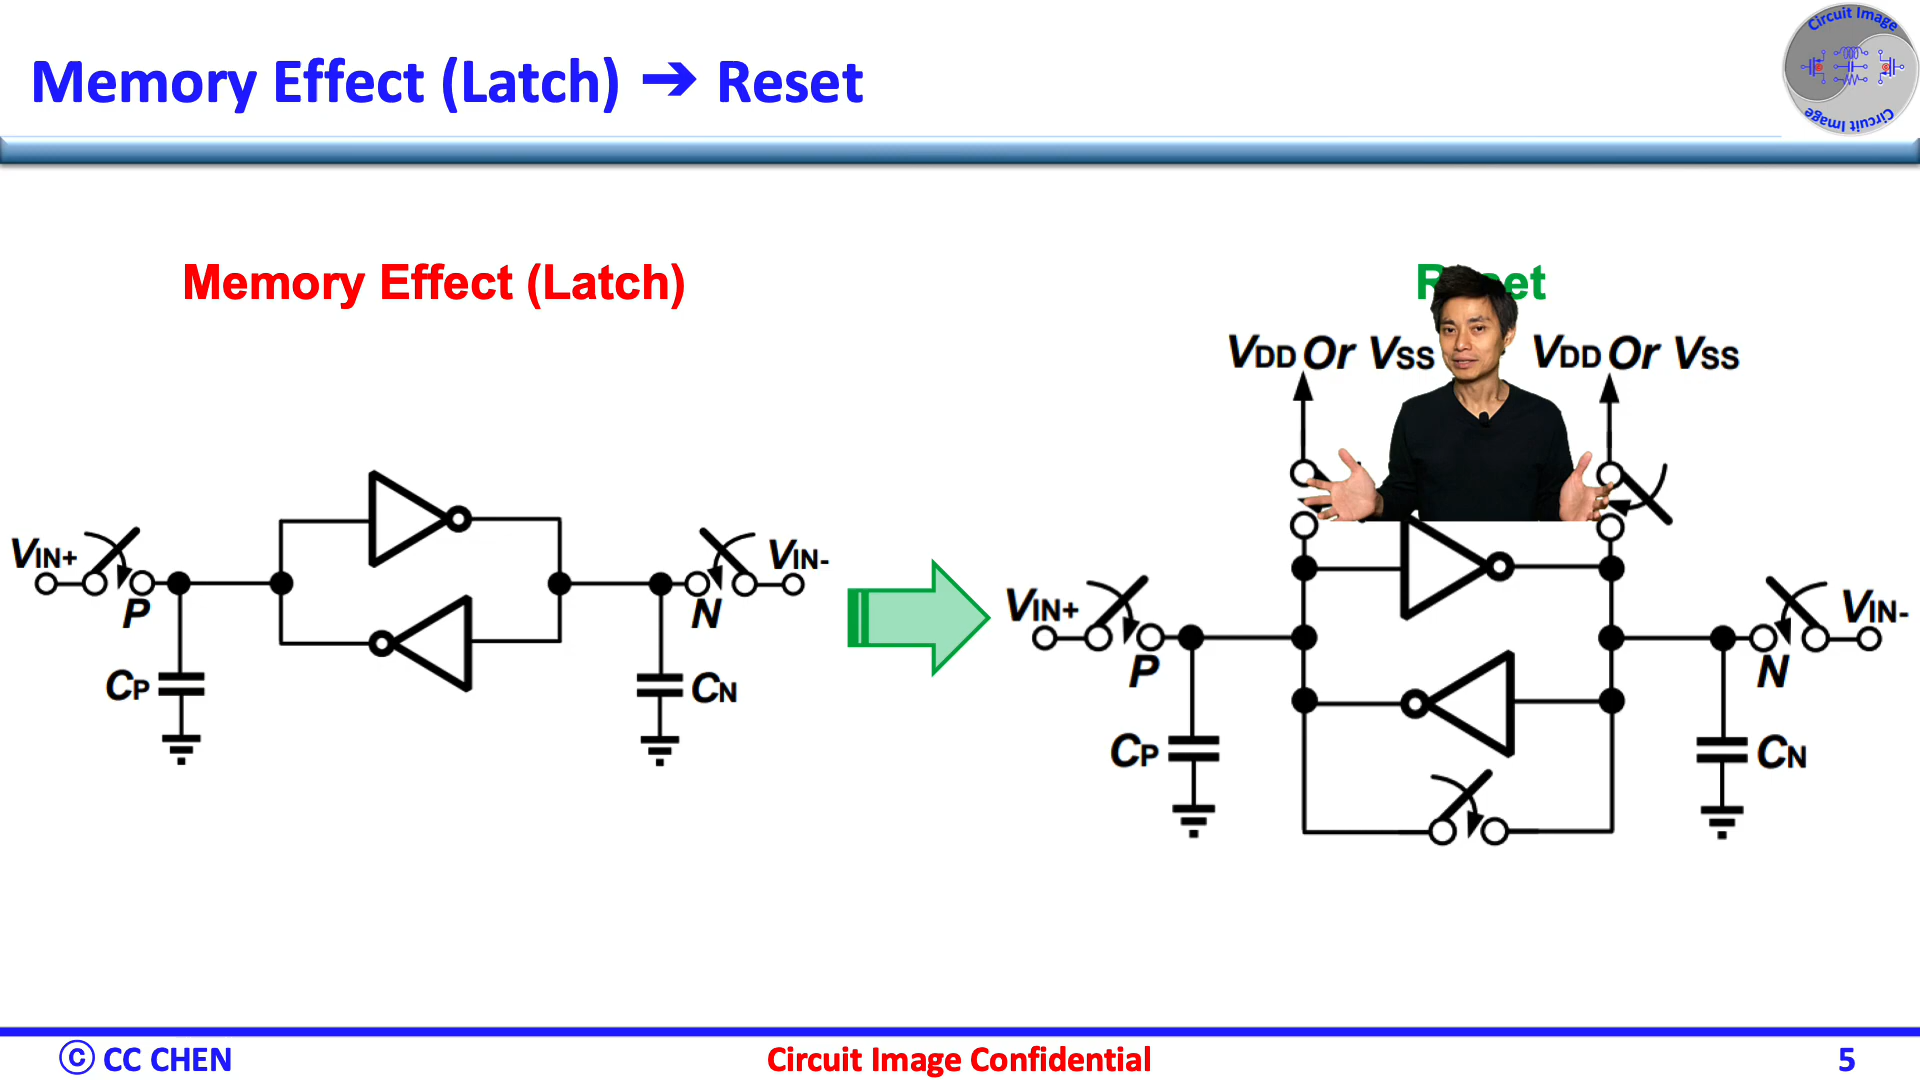 Memory Effect (Latch) ➔ Reset
Circuit Image
Circuit Image
Memory Effect (Latch)
Reset
VDD Or VSS
VDD Or VSS
VIN+
P
N
VIN-
CP
CN
VIN+
P
N
VIN-
CP
CN
© CC CHEN
Circuit Image Confidential
5